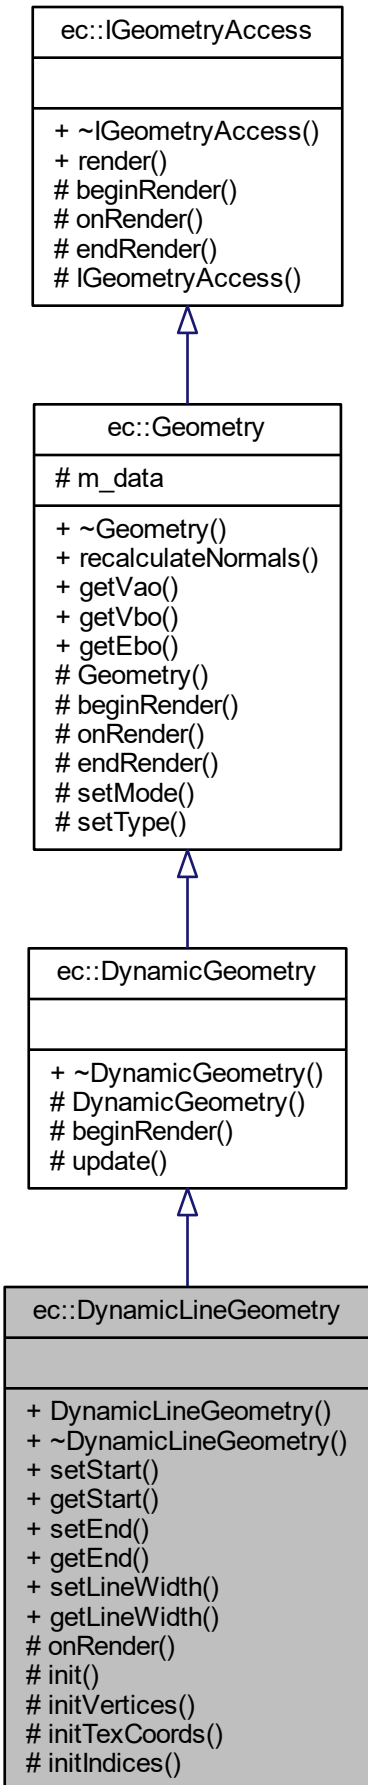 ec::IGeometryAccess
+ ~IGeometryAccess()
+ render()
# beginRender()
# onRender()
# endRender()
# IGeometryAccess()
ec::Geometry
# m_data
+ ~Geometry()
+ recalculateNormals()
+ getVao()
+ getVbo()
+ getEbo()
# Geometry()
# beginRender()
# onRender()
# endRender()
# setMode()
# setType()
ec::DynamicGeometry
+ ~DynamicGeometry()
# DynamicGeometry()
# beginRender()
# update()
ec::DynamicLineGeometry
+ DynamicLineGeometry()
+ ~DynamicLineGeometry()
+ setStart()
+ getStart()
+ setEnd()
+ getEnd()
+ setLineWidth()
+ getLineWidth()
# onRender()
# init()
# initVertices()
# initTexCoords()
# initIndices()